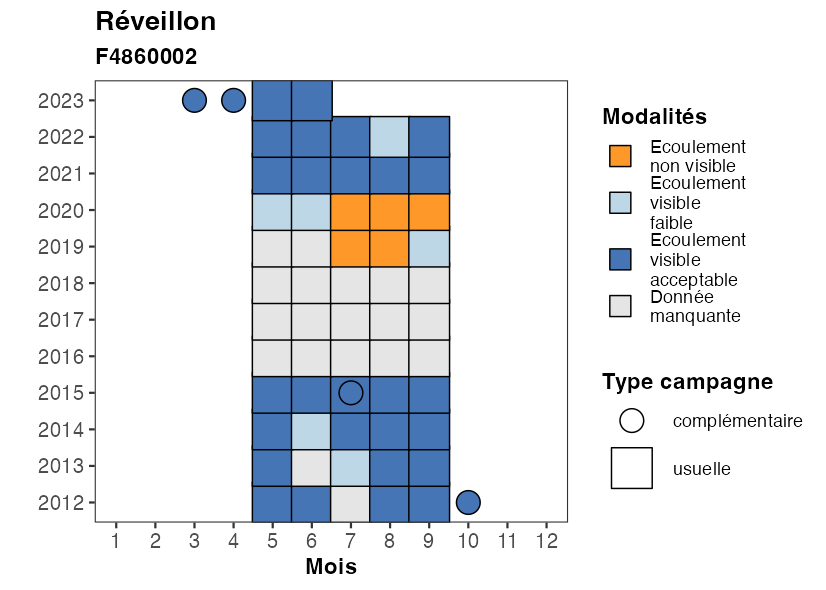 Réveillon
F4860002
2023
2022
2021
2020
2019
2018
2017
2016
2015
2014
2013
2012
1 2 3 4 5 6 7 8 9 10 11 12
Mois
Modalités
Ecoulement
non visible
Ecoulement
visible
faible
Ecoulement
visible
acceptable
Donnée
manquante
Type campagne
complémentaire
usuelle